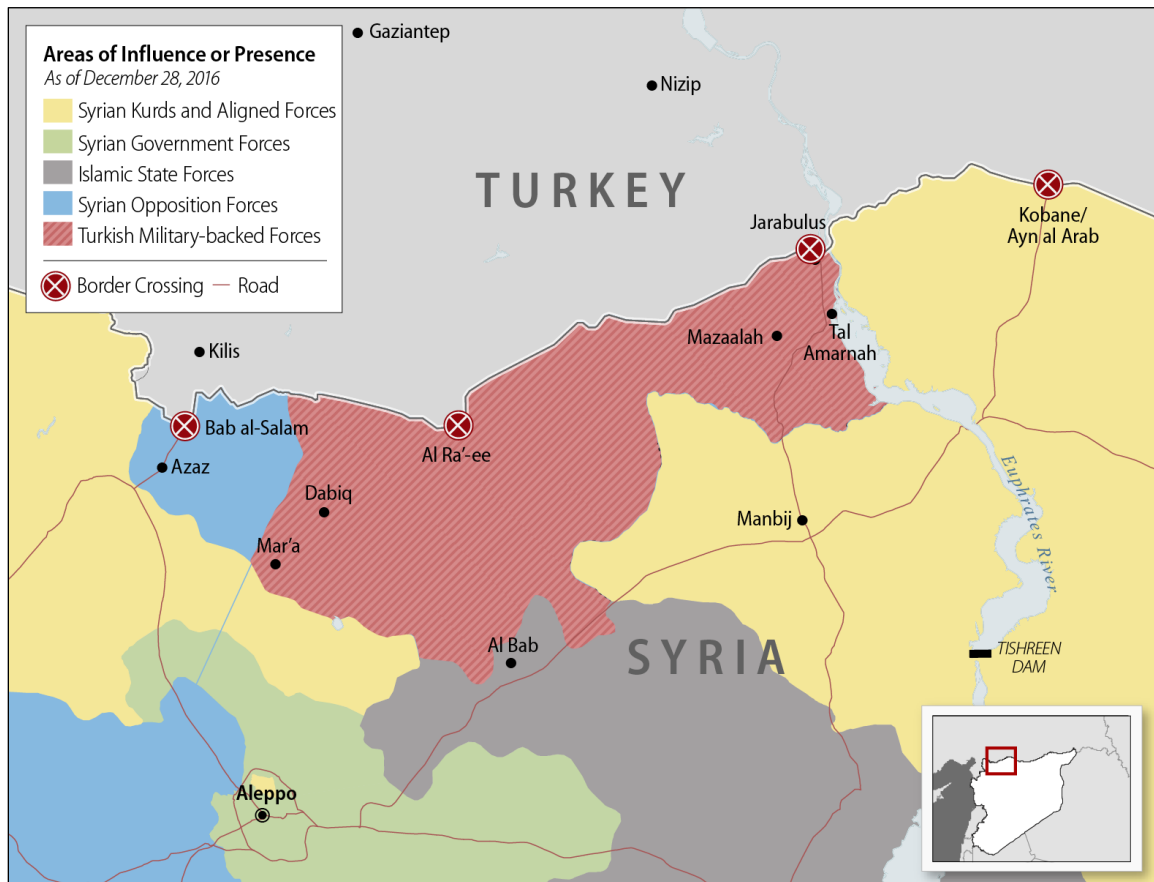 Areas of Influence or Presence
As of December 28, 2016
Syrian Kurds and Aligned Forces
Syrian Government Forces
Islamic State Forces
Syrian Opposition Forces
Turkish Military-backed Forces
Border Crossing
Road
Gaziantep
Nizip
TURKEY
Jarabulus
Kobane/
Ayn al Arab
Kilis
Mazaalah
Tal
Amarnah
Bab al-Salam
Al Ra’-ee
Azaz
Dabiq
Manbij
Euphrates River
Mar’a
Al Bab
SYRIA
TISHREEN
DAM
Aleppo